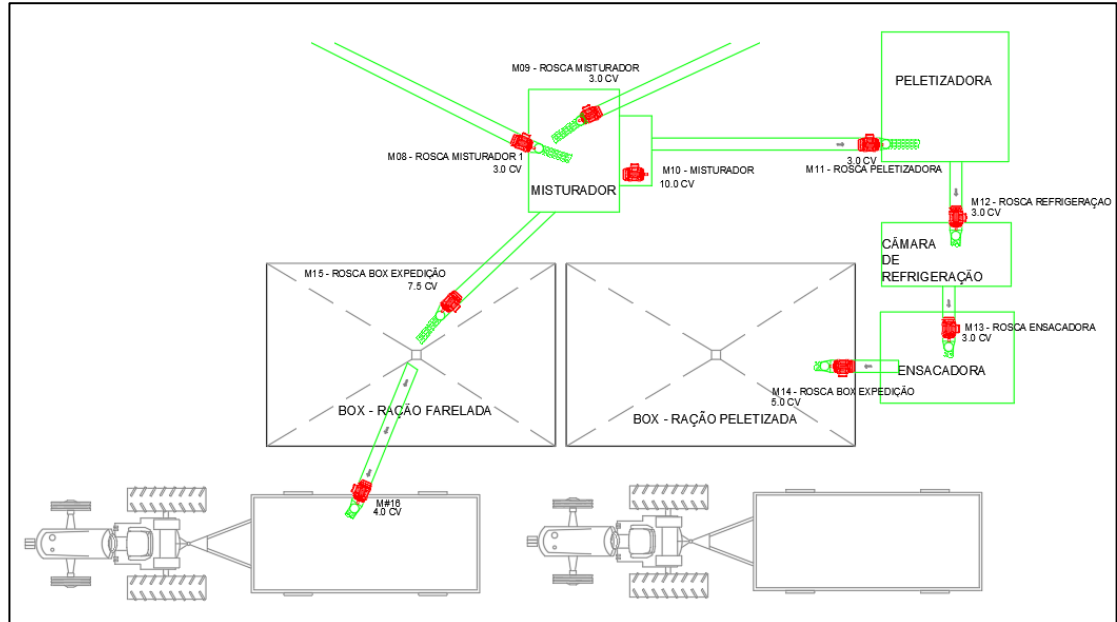 M09 - ROSCA MISTURADOR
3.0 CV
PELETIZADORA
M08 - ROSCA MISTURADOR 1
3.0 CV
MISTURADOR
M10 - MISTURADOR
10.0 CV
3.0 CV
M11 - ROSCA PELETIZADORA
M12 - ROSCA REFRIGERAÇAO
3.0 CV
CÂMARA
DE
REFRIGERAÇÃO
M15 - ROSCA BOX EXPEDIÇÃO
7.5 CV
M13 - ROSCA ENSACADORA
3.0 CV
ENSACADORA
M14 - ROSCA BOX EXPEDIÇÃO
5.0 CV
BOX - RAÇÃO FARELADA
BOX - RAÇÃO PELETIZADA
M#16
4.0 CV